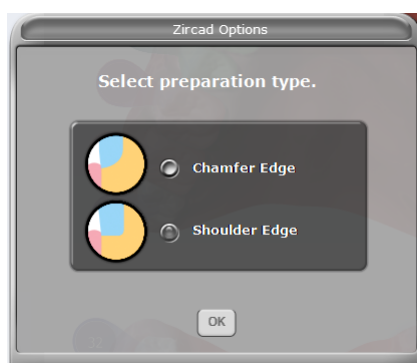 Zircad Options
Select preparation type.
Chamfer Edge
Shoulder Edge
OK